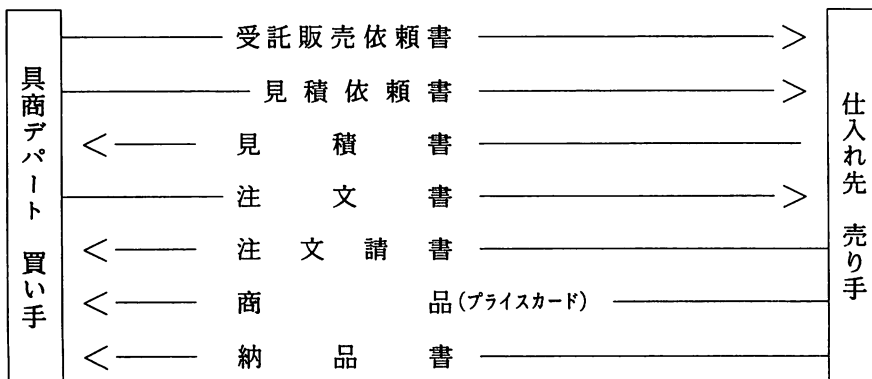 具商デパート 買い手
受託販売依頼書
見積依頼書
見積書
注文書
注文請書
商品(プライスカード)
納品書
仕入れ先 売り手